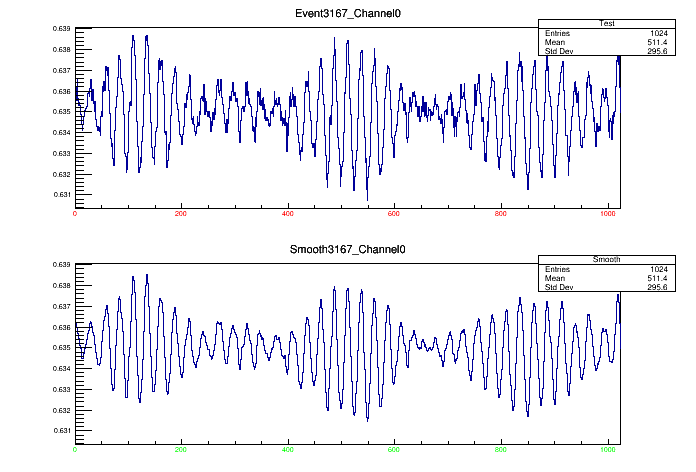 Event3167_Channel0
Test
Entries 1024
Mean 511.4
Std Dev 295.6
0.639
0.638
0.637
0.636
0.635
0.634
0.633
0.632
0.631
0 200 400 600 800 1000
Smooth3167_Channel0
Smooth
Entries 1024
Mean 511.4
Std Dev 295.6
0.639
0.638
0.637
0.636
0.635
0.634
0.633
0.632
0.631
0 200 400 600 800 1000